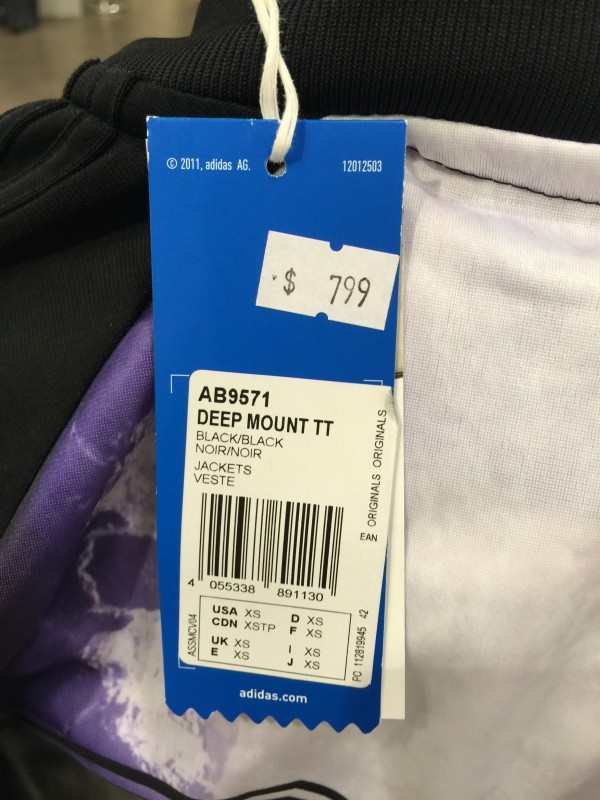 © 2011, adidas AG.
12012503
$ 799
AB9571
DEEP MOUNT TT
BLACK/BLACK
NOIR/NOIR
JACKETS
VESTE
ORIGINALS ORIGINALS
EAN
4 055338 891130
ASSMCV04
USA XS D XS
CDN XSTP F XS
UK XS I XS
E XS J XS
PO 112819945 42
adidas.com